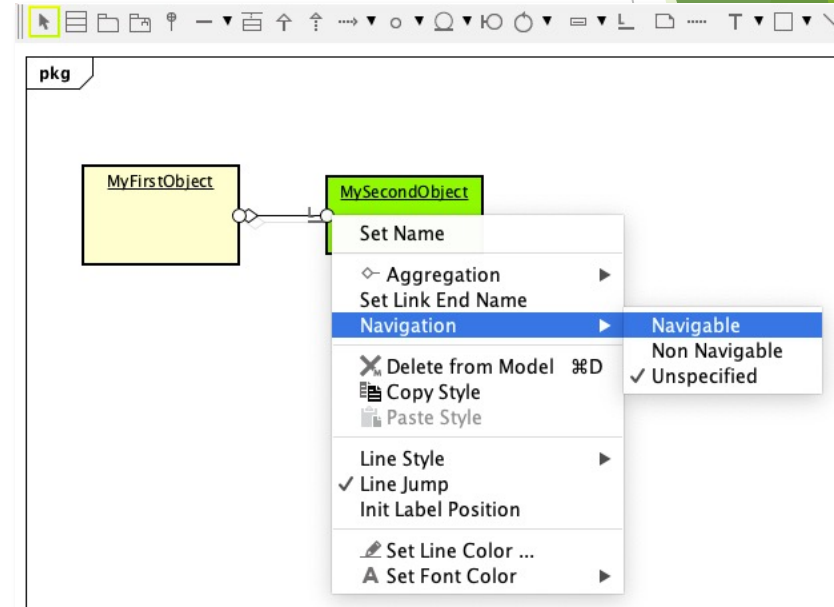 T
pkg
MyFirstObject
MySecondObject
Set Name
Aggregation
Set Link End Name
Navigation
Navigable
Non Navigable
Unspecified
Delete from Model ⌘D
Copy Style
Paste Style
Line Style
Line Jump
Init Label Position
Set Line Color ...
A Set Font Color